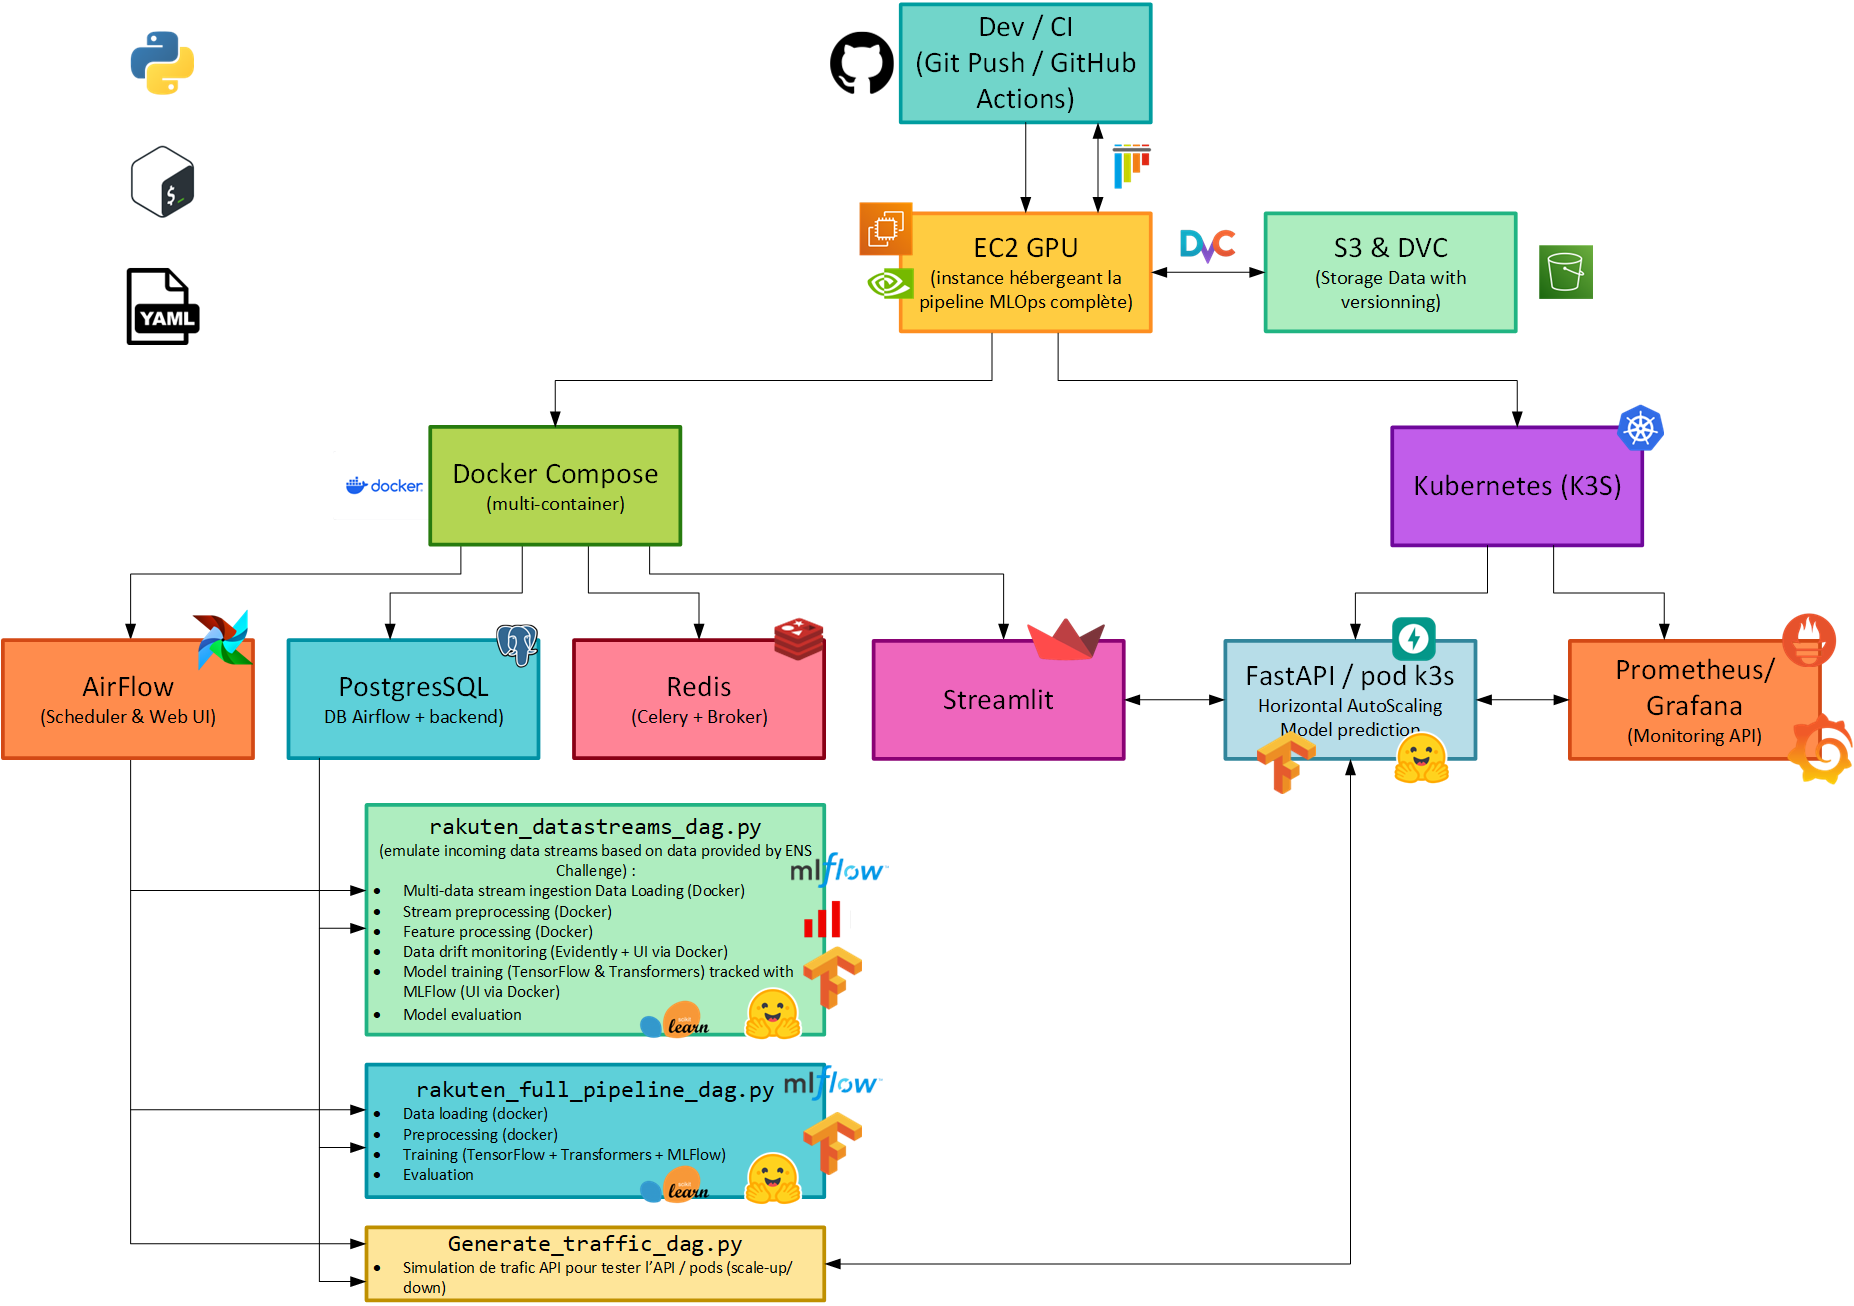 Dev / CI
(Git Push / GitHub
Actions)
EC2 GPU
(instance hébergeant la
pipeline MLOps complète)
DVC
S3 & DVC
(Storage Data with
versionning)
$
YAML
docker
Docker Compose
(multi-container)
Kubernetes (K3S)
AirFlow
(Scheduler & Web UI)
PostgresSQL
DB Airflow + backend)
Redis
(Celery + Broker)
Streamlit
FastAPI / pod k3s
Horizontal AutoScaling
Model prediction
Prometheus/
Grafana
(Monitoring API)
rakuten_datastreams_dag.py
(emulate incoming data streams based on data provided by ENS
Challenge) :
mlflow
• Multi-data stream ingestion Data Loading (Docker)
• Stream preprocessing (Docker)
• Feature processing (Docker)
• Data drift monitoring (Evidently + UI via Docker)
• Model training (TensorFlow & Transformers) tracked with
MLFlow (UI via Docker)
• Model evaluation
scikit
learn
rakuten_full_pipeline_dag.py
mlflow
• Data loading (docker)
• Preprocessing (docker)
• Training (TensorFlow + Transformers + MLFlow)
• Evaluation
scikit
learn
Generate_traffic_dag.py
• Simulation de trafic API pour tester l’API / pods (scale-up/
down)